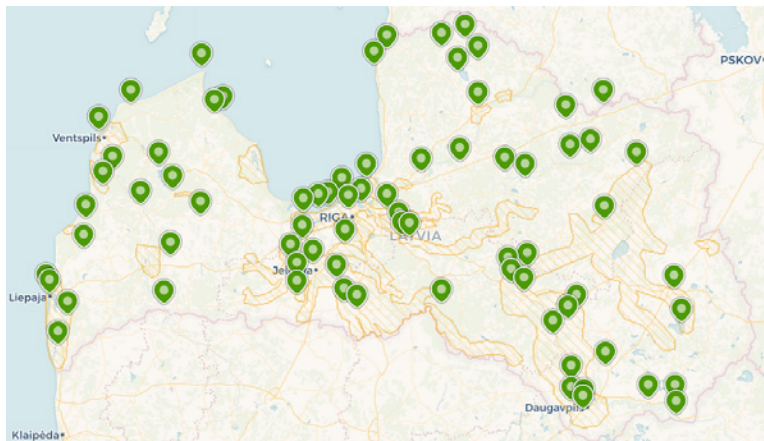 PSKOV
Ventspils
RIGA
LATVIA
Jelgava
Liepaja
Daugavpils
Klaipėda